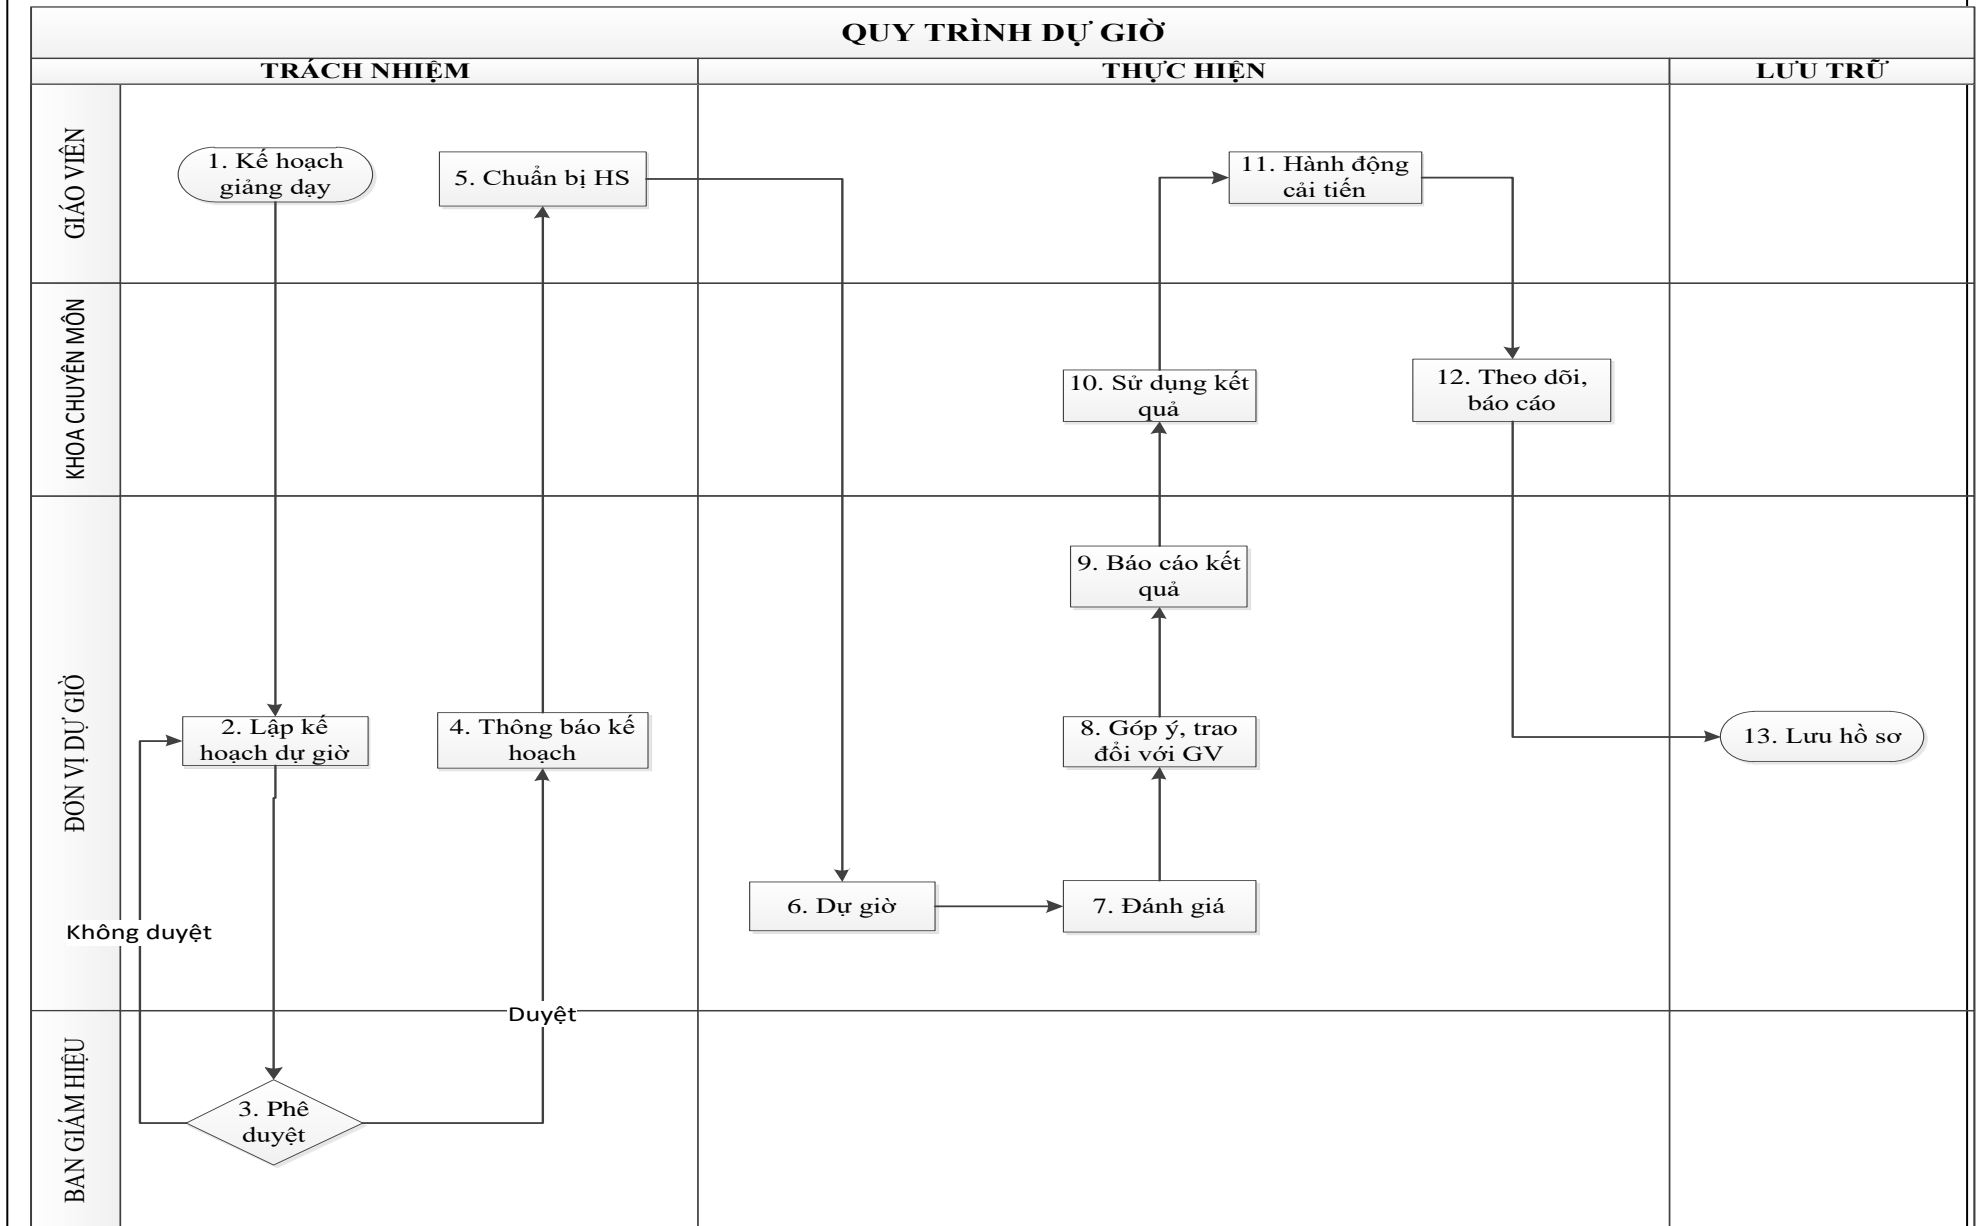 QUY TRÌNH DỰ GIỜ
TRÁCH NHIỆM
THỰC HIỆN
LƯU TRỮ
GIÁO VIÊN
1. Kế hoạch
giảng dạy
5. Chuẩn bị HS
11. Hành động
cải tiến
KHOA CHUYÊN MÔN
10. Sử dụng kết
quả
12. Theo dõi,
báo cáo
ĐƠN VỊ DỰ GIỜ
9. Báo cáo kết
quả
2. Lập kế
hoạch dự giờ
4. Thông báo kế
hoạch
8. Góp ý, trao
đổi với GV
13. Lưu hồ sơ
6. Dự giờ
7. Đánh giá
Không duyệt
Duyệt
BAN GIÁM HIỆU
3. Phê
duyệt